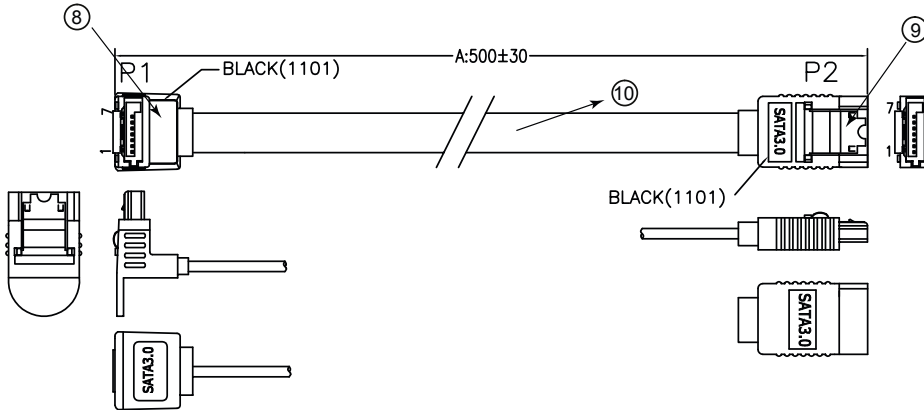 8
9
A:500±30
P1
BLACK(1101)
P2
10
7
1
SATA3.0
7
1
BLACK(1101)
SATA3.0
SATA3.0